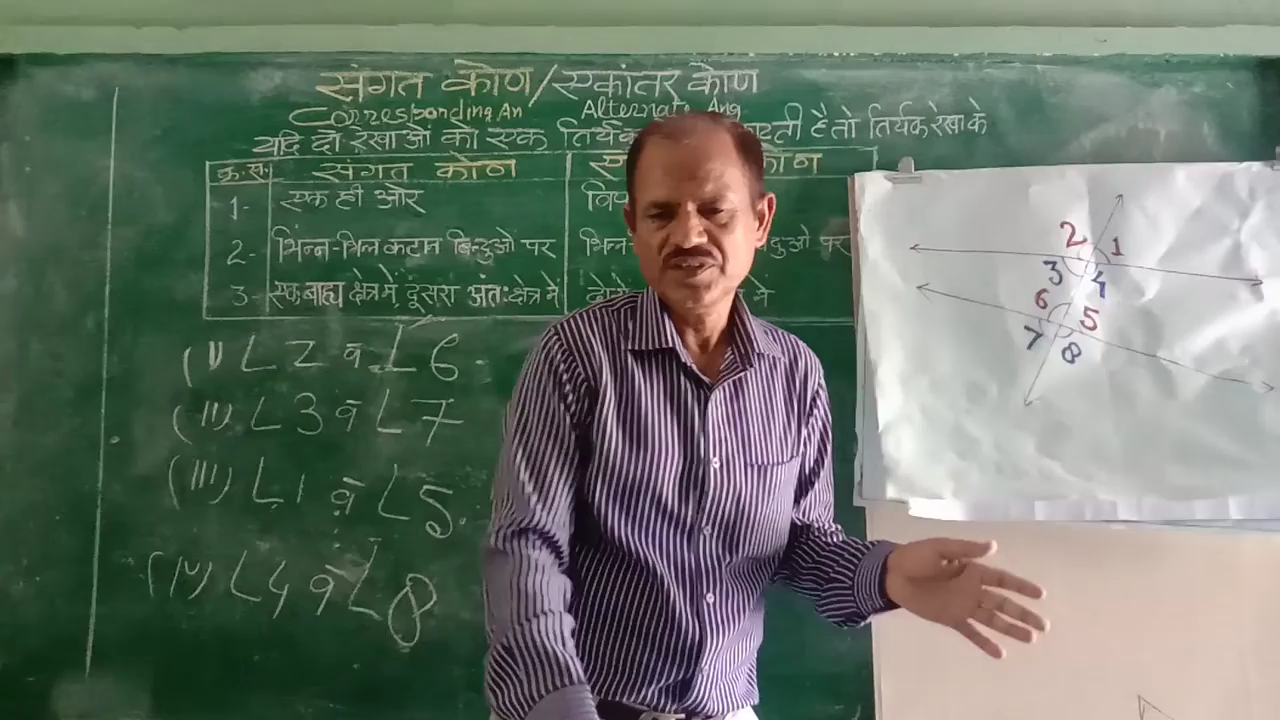 संगत कोण/एकांतर कोण
Corresponding An Alternate Ang
यदि दो रेखाओं को एक तिर्यक है तो तिर्यक रेखा के
क्र.स. संगत कोण कोण
1- एक ही ओर
2- भिन्न-भिन्न कटान बिन्दुओं पर भिन्न- पर
3- एक बाह्य क्षेत्र में, दूसरा अंतः क्षेत्र में में
(I) ∠2 व ∠6
(II) ∠3 व ∠7
(III) ∠1 व ∠5
(IV) ∠4 व ∠8
2 1
3 4
6 5
7 8